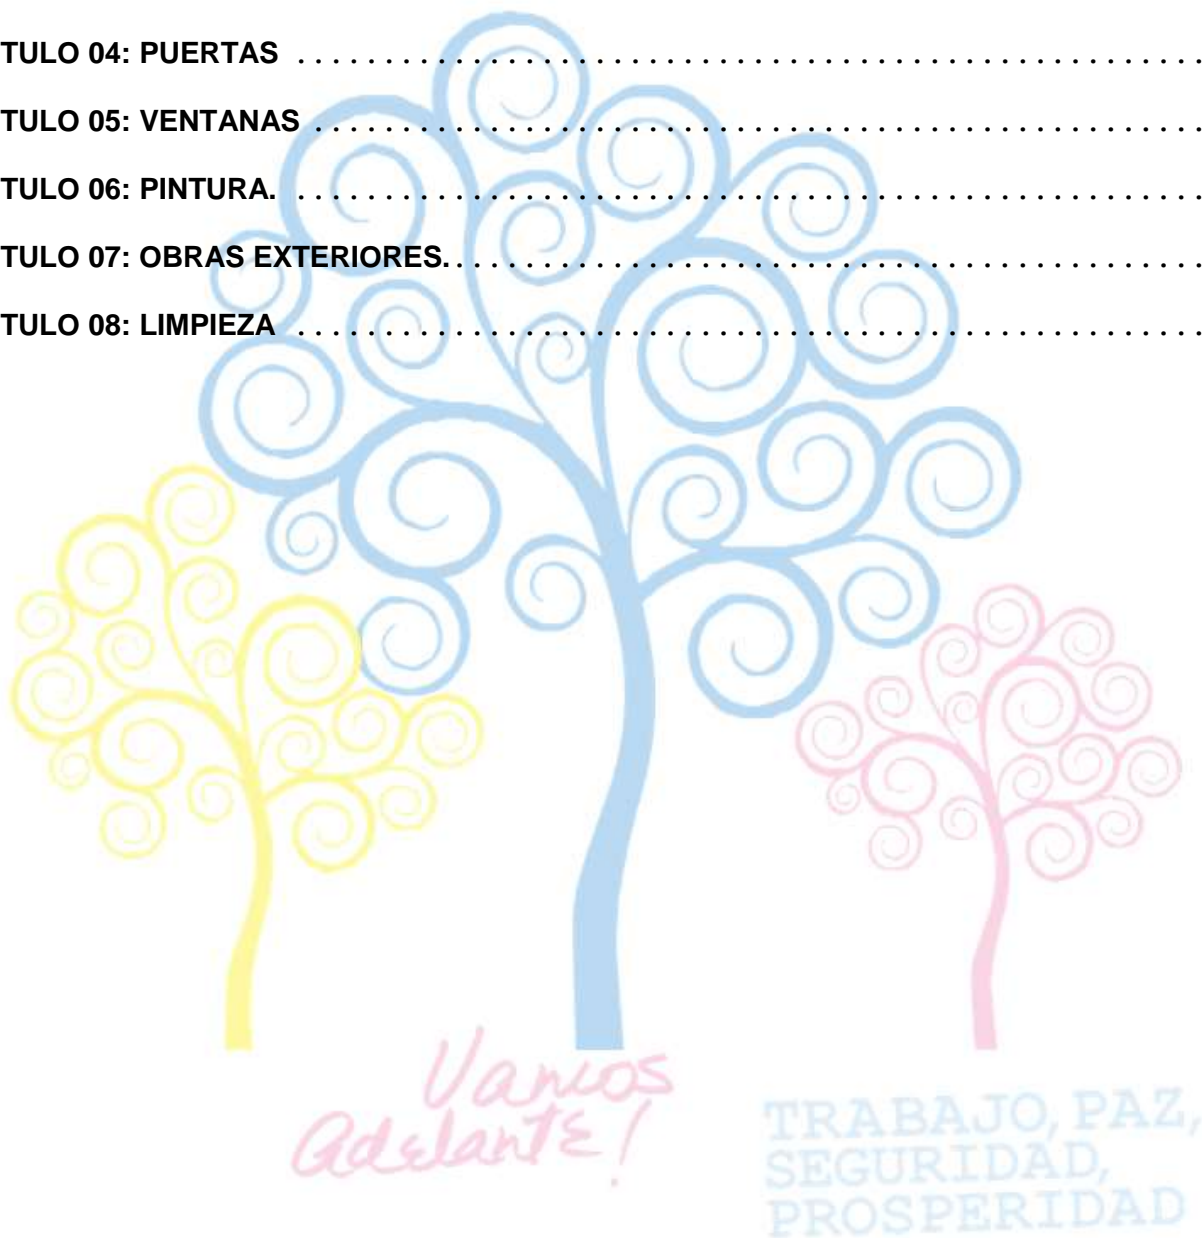 TULO 04: PUERTAS . . . . . . . . . . . . . . . . . . . . . . . . . . . . . . . . . . . . . . . . . . . . . . . . . . . .
TULO 05: VENTANAS . . . . . . . . . . . . . . . . . . . . . . . . . . . . . . . . . . . . . . . . . . . . . . . . . . .
TULO 06: PINTURA. . . . . . . . . . . . . . . . . . . . . . . . . . . . . . . . . . . . . . . . . . . . . . . . . . . . .
TULO 07: OBRAS EXTERIORES. . . . . . . . . . . . . . . . . . . . . . . . . . . . . . . . . . . . . . . . . . . .
TULO 08: LIMPIEZA . . . . . . . . . . . . . . . . . . . . . . . . . . . . . . . . . . . . . . . . . . . . . . . . . . . .
Vamos
adelante!
TRABAJO, PAZ,
SEGURIDAD,
PROSPERIDAD